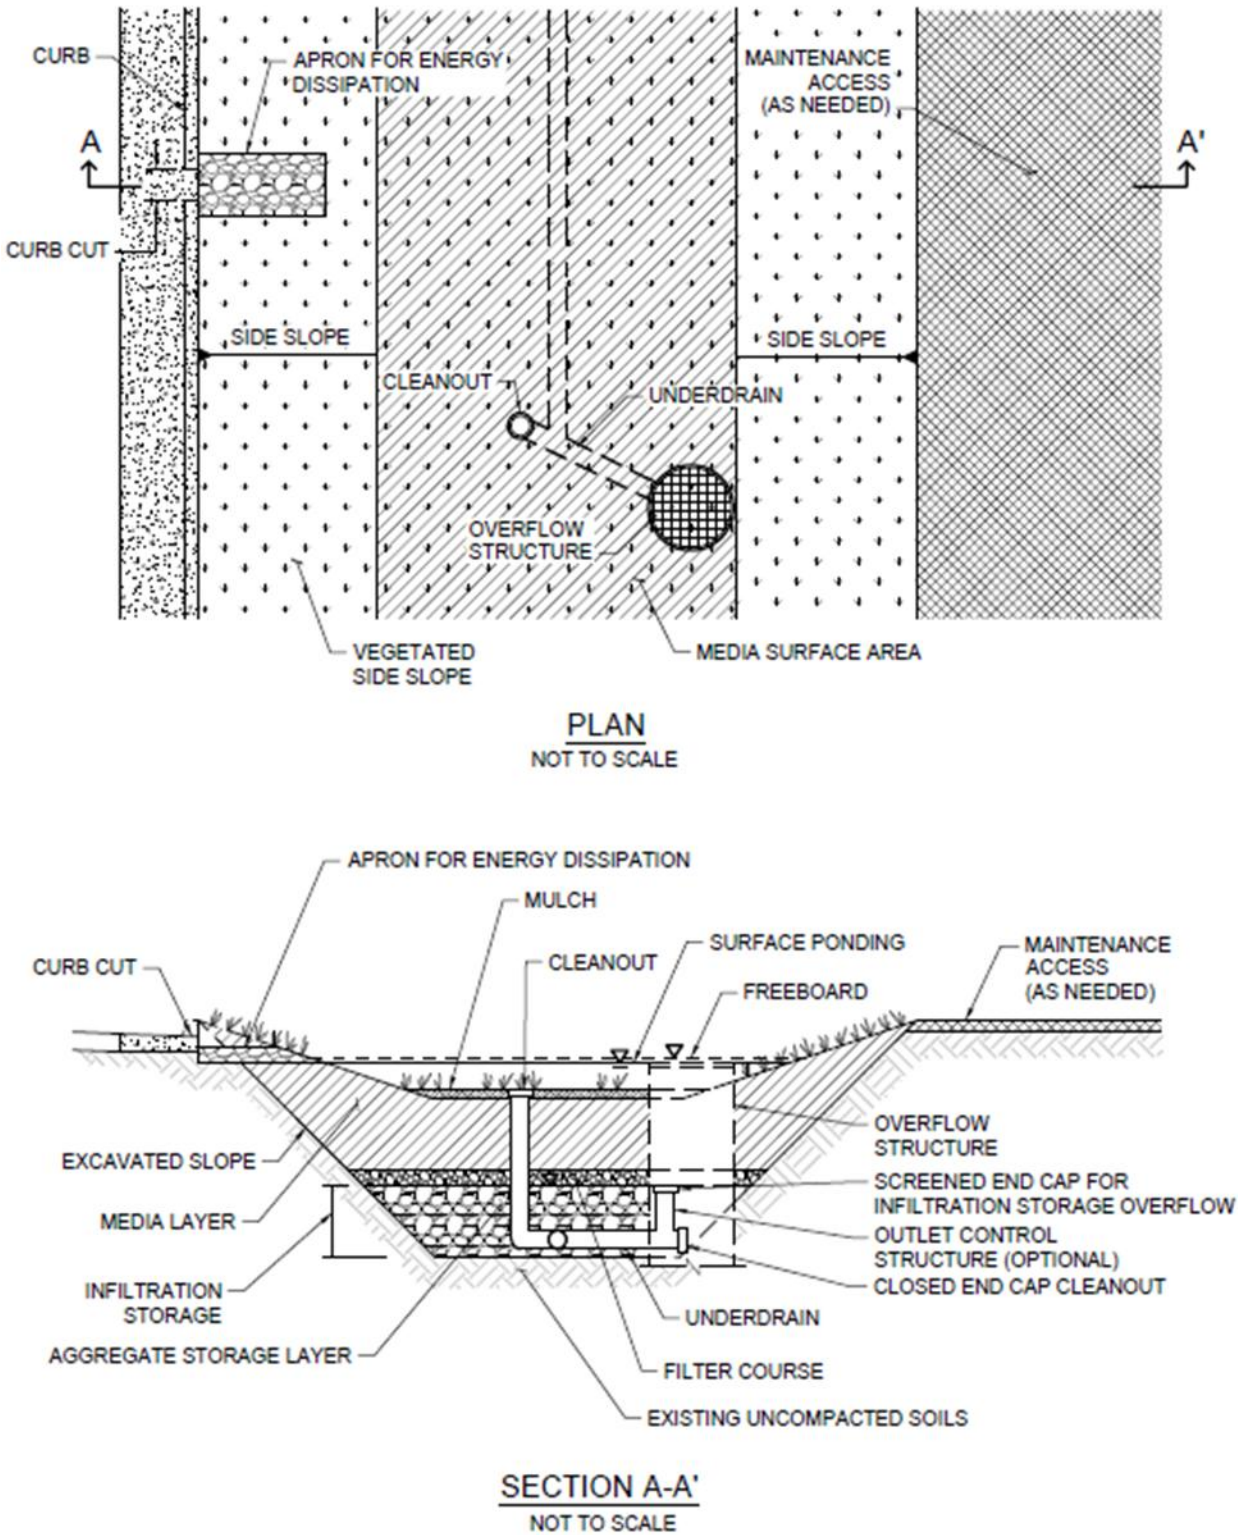 CURB
APRON FOR ENERGY
DISSIPATION
MAINTENANCE
ACCESS
(AS NEEDED)
A
A'
CURB CUT
SIDE SLOPE
SIDE SLOPE
CLEANOUT
UNDERDRAIN
OVERFLOW
STRUCTURE
VEGETATED
SIDE SLOPE
MEDIA SURFACE AREA
PLAN
NOT TO SCALE
APRON FOR ENERGY DISSIPATION
MULCH
SURFACE PONDING
MAINTENANCE
ACCESS
(AS NEEDED)
CURB CUT
CLEANOUT
FREEBOARD
OVERFLOW
STRUCTURE
EXCAVATED SLOPE
SCREENED END CAP FOR
INFILTRATION STORAGE OVERFLOW
MEDIA LAYER
OUTLET CONTROL
STRUCTURE (OPTIONAL)
CLOSED END CAP CLEANOUT
INFILTRATION
STORAGE
UNDERDRAIN
AGGREGATE STORAGE LAYER
FILTER COURSE
EXISTING UNCOMPACTED SOILS
SECTION A-A'
NOT TO SCALE